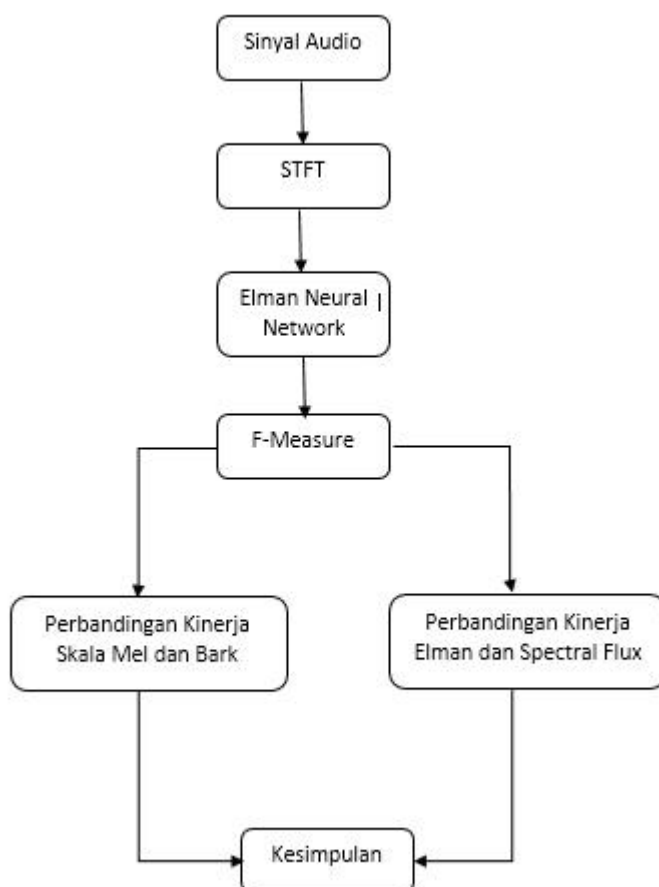 Sinyal Audio
STFT
Elman Neural
Network
F-Measure
Perbandingan Kinerja
Skala Mel dan Bark
Perbandingan Kinerja
Elman dan Spectral Flux
Kesimpulan